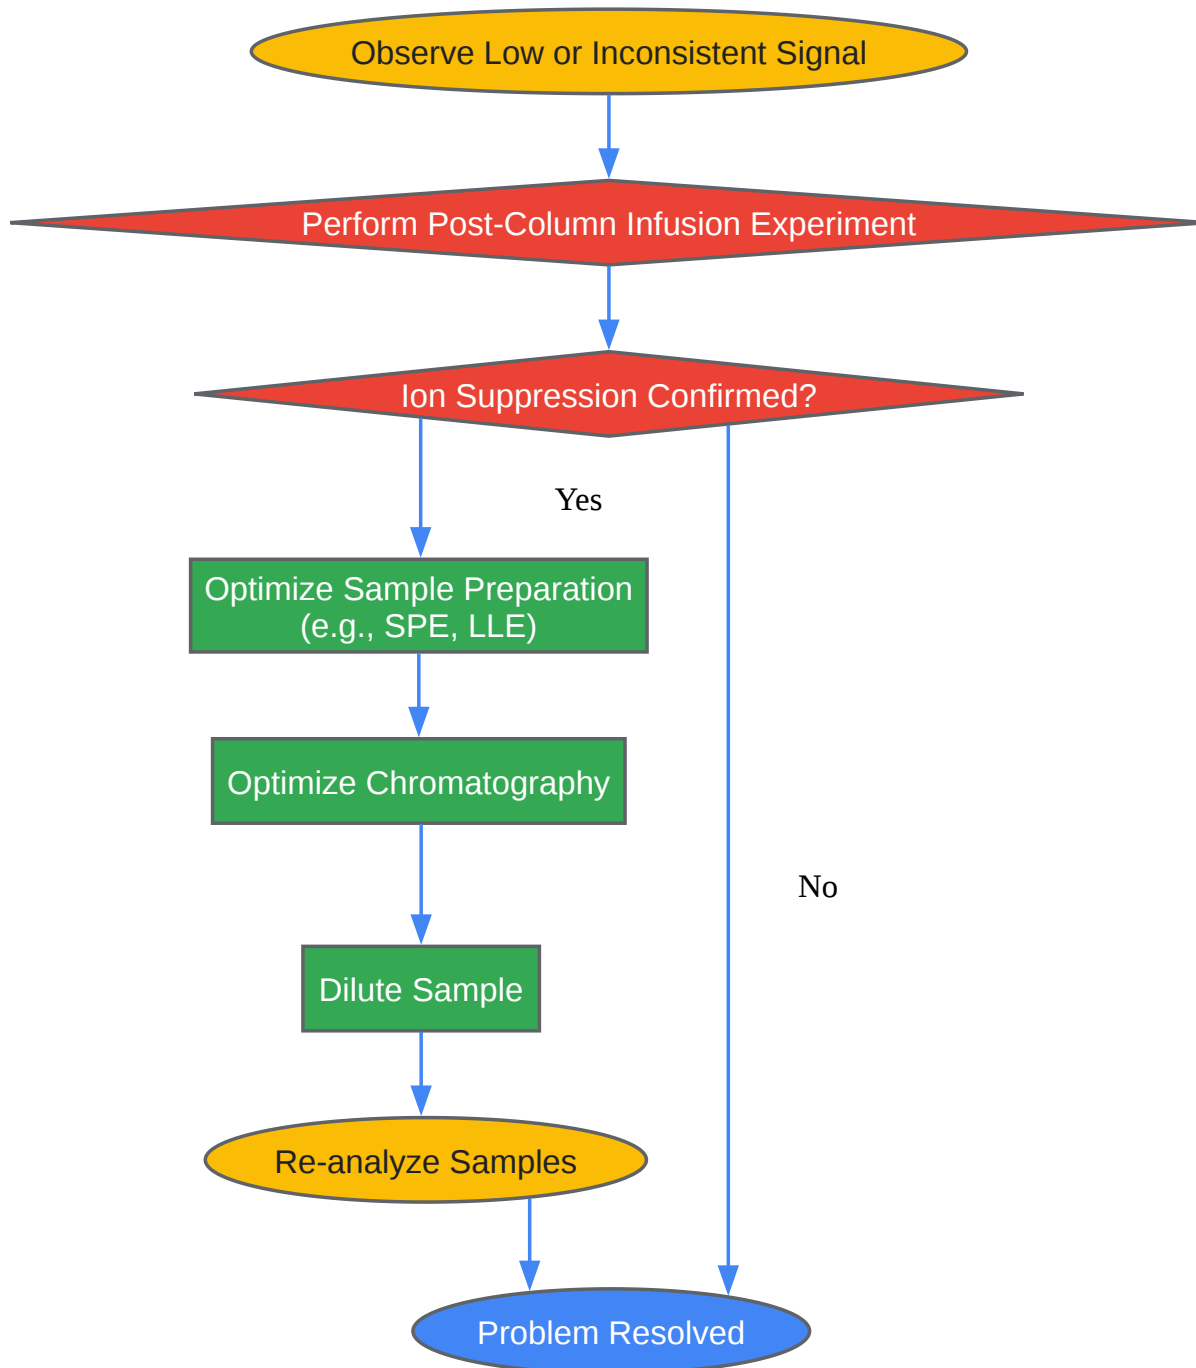 Observe Low or Inconsistent Signal
Perform Post-Column Infusion Experiment
Ion Suppression Confirmed?
Yes
Optimize Sample Preparation
(e.g., SPE, LLE)
Optimize Chromatography
No
Dilute Sample
Re-analyze Samples
Problem Resolved